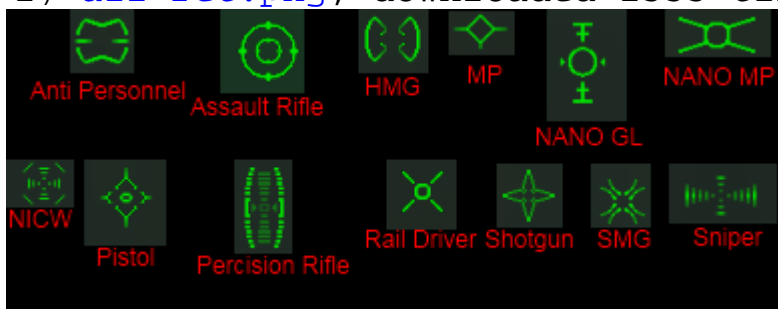 Anti Personnel
Assault Rifle
HMG
MP
NANO GL
NANO MP
NICW
Pistol
Percision Rifle
Rail Driver
Shotgun
SMG
Sniper